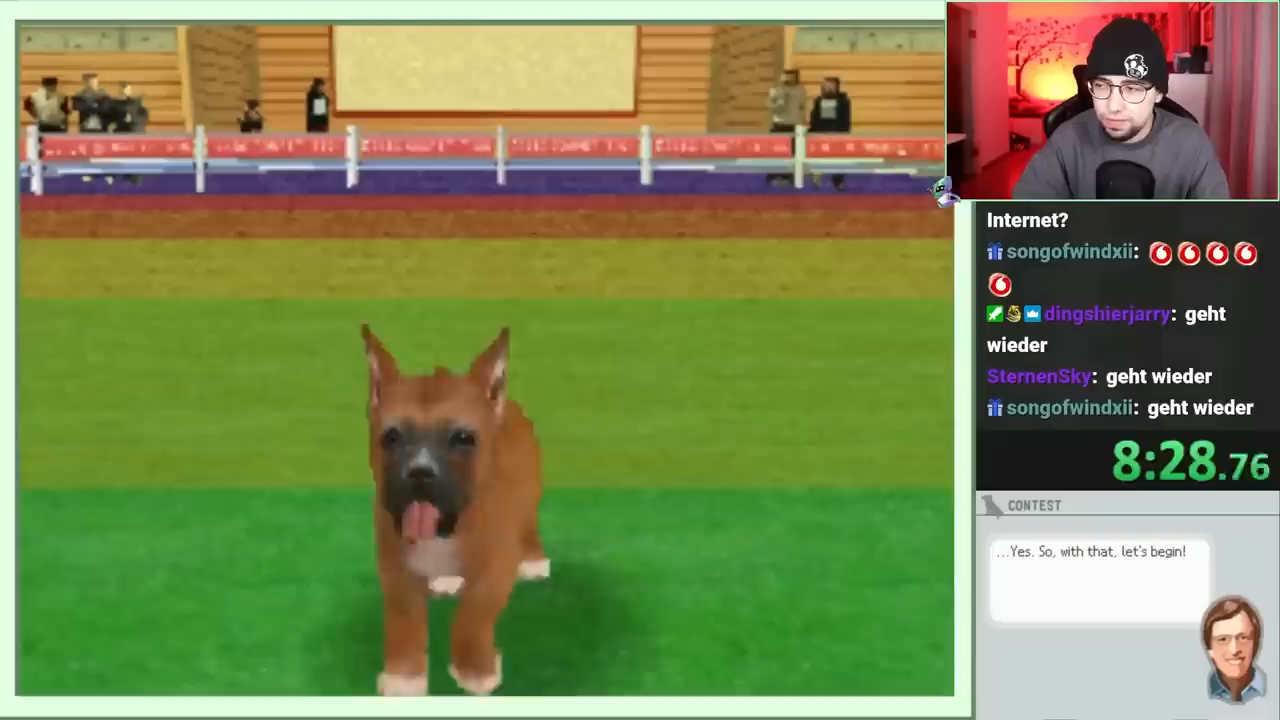 Internet?
songofwindxii:
dingshierjarry: geht
wieder
SternenSky: geht wieder
songofwindxii: geht wieder
8:28.76
CONTEST
...Yes. So, with that, let's begin!